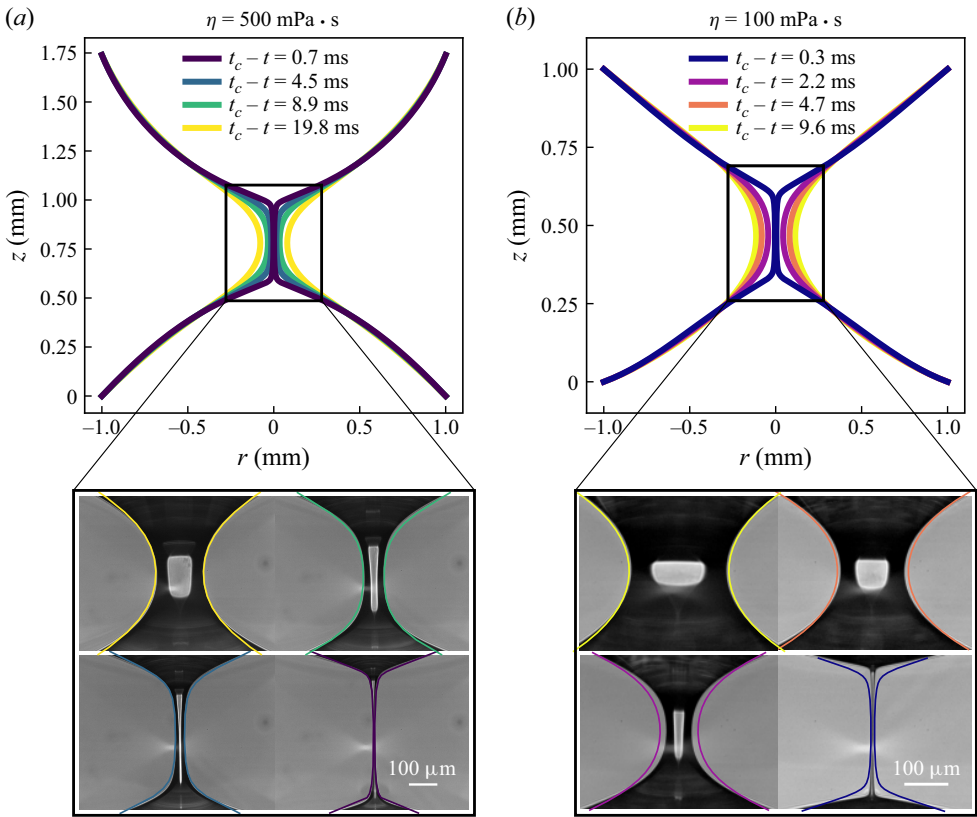 (a)
η = 500 mPa • s
t_c – t = 0.7 ms
t_c – t = 4.5 ms
t_c – t = 8.9 ms
t_c – t = 19.8 ms
1.75
1.50
1.25
1.00
0.75
0.50
0.25
0
z (mm)
–1.0
–0.5
0
0.5
1.0
r (mm)
100 μm
(b)
η = 100 mPa • s
t_c – t = 0.3 ms
t_c – t = 2.2 ms
t_c – t = 4.7 ms
t_c – t = 9.6 ms
1.00
0.75
0.50
0.25
0
z (mm)
–1.0
–0.5
0
0.5
1.0
r (mm)
100 μm